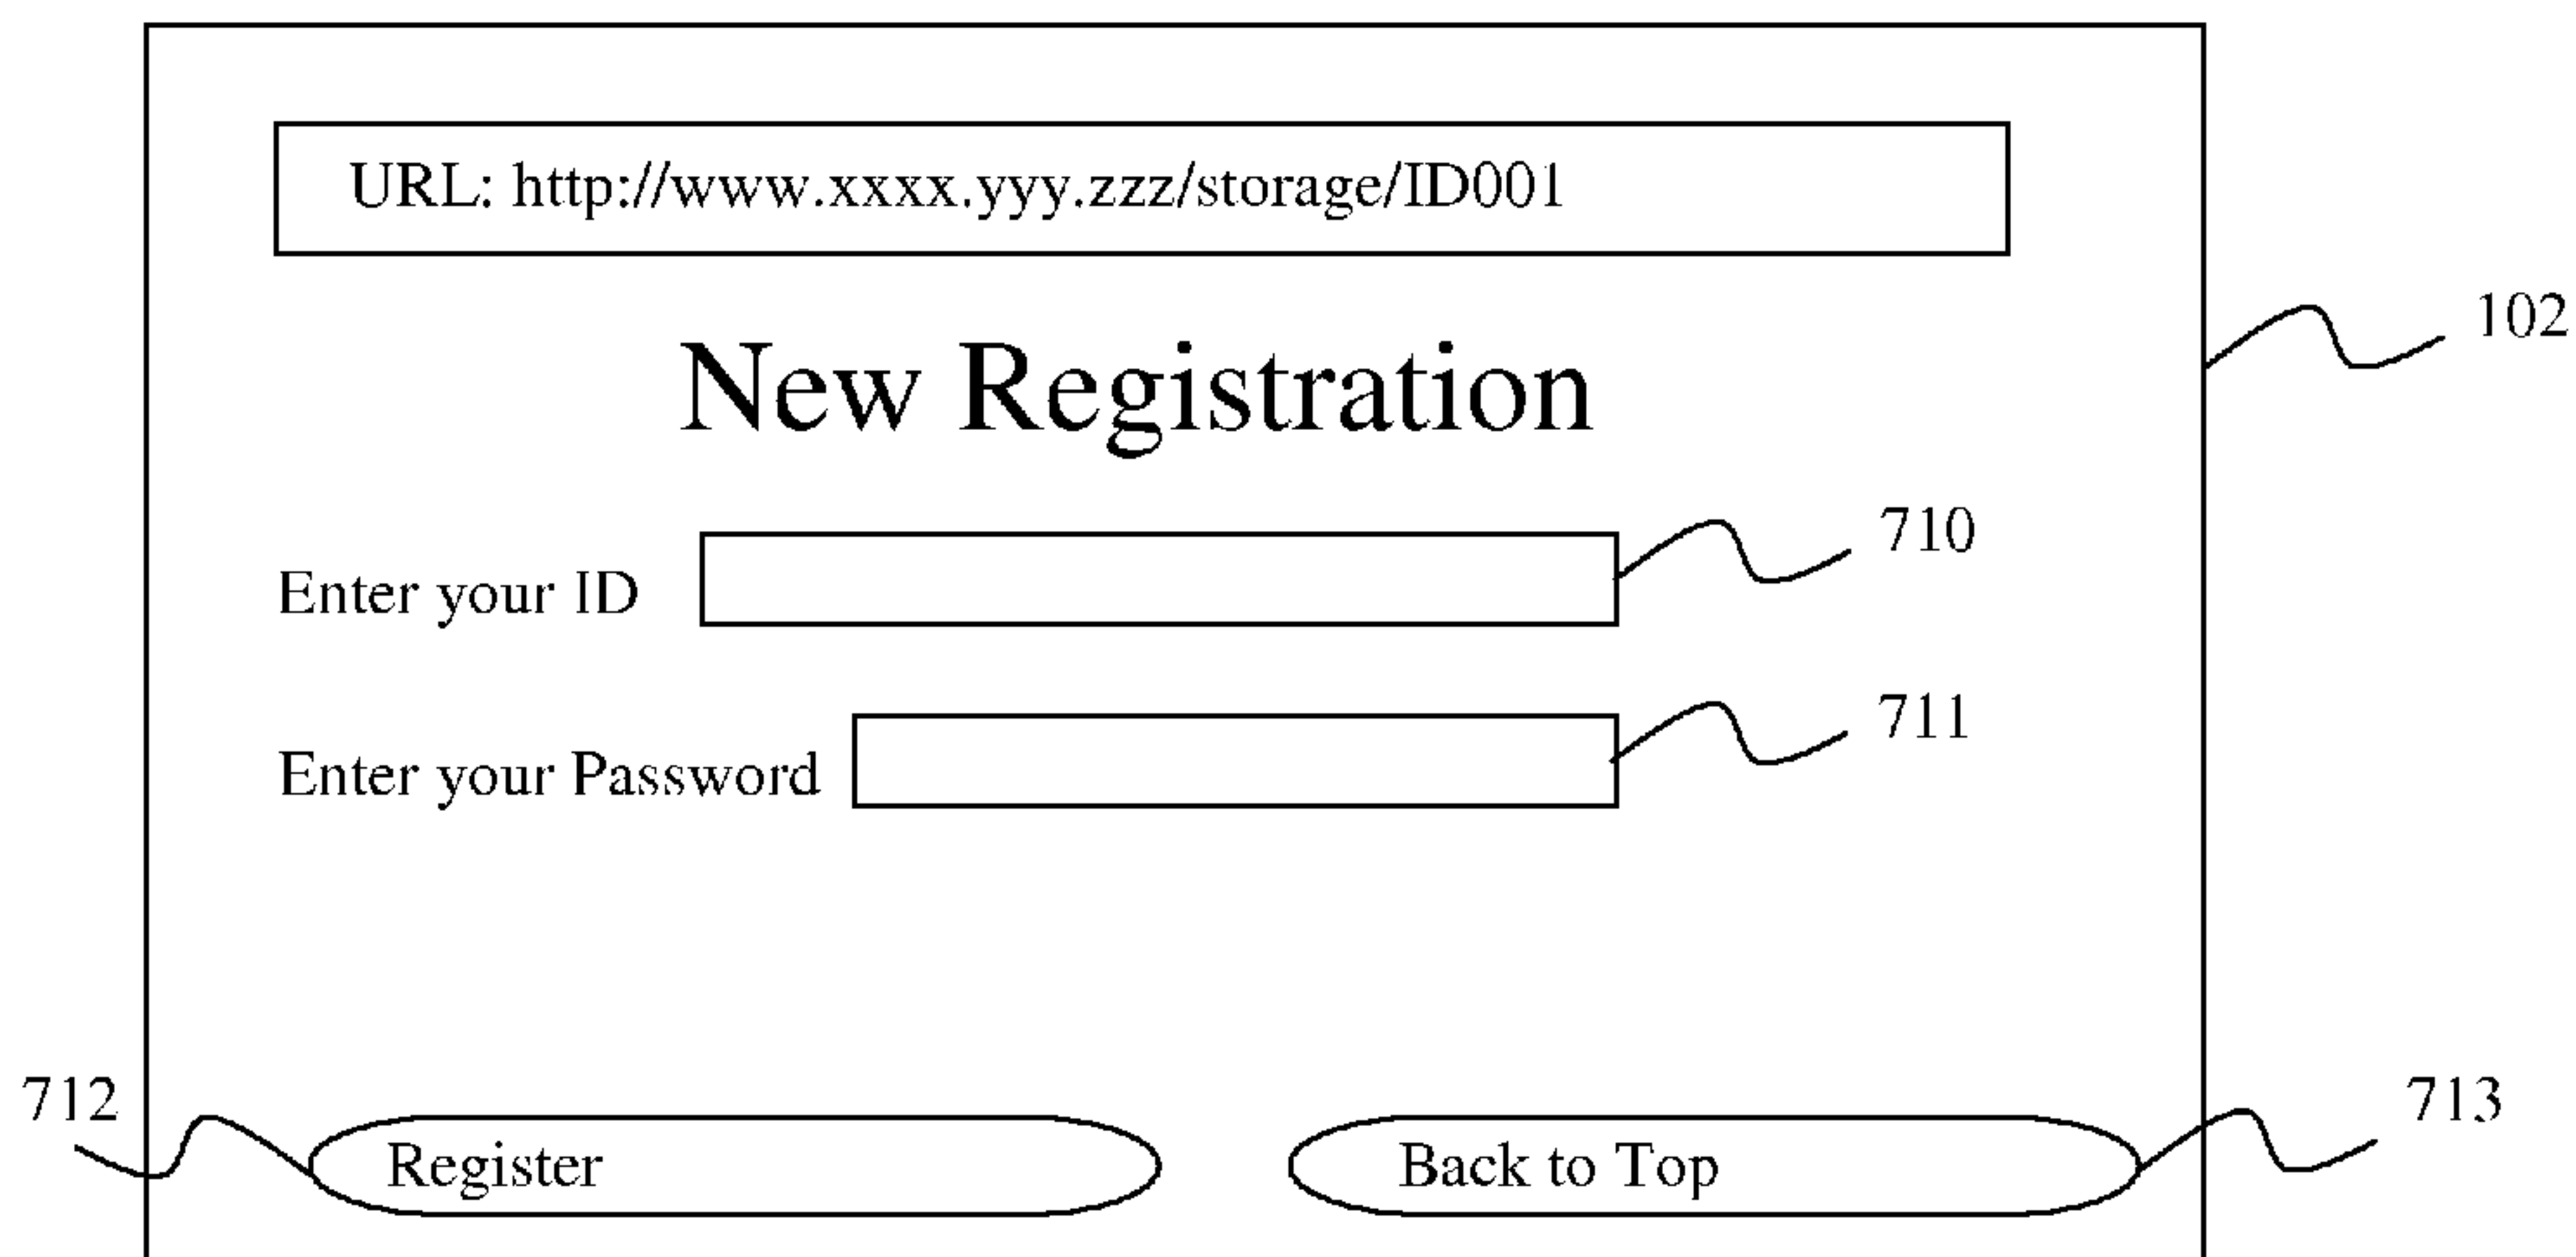 URL: http://www.xxxx.yyy.zzz/storage/ID001
102
New Registration
710
Enter your ID
711
Enter your Password
712
713
Register
Back to Top